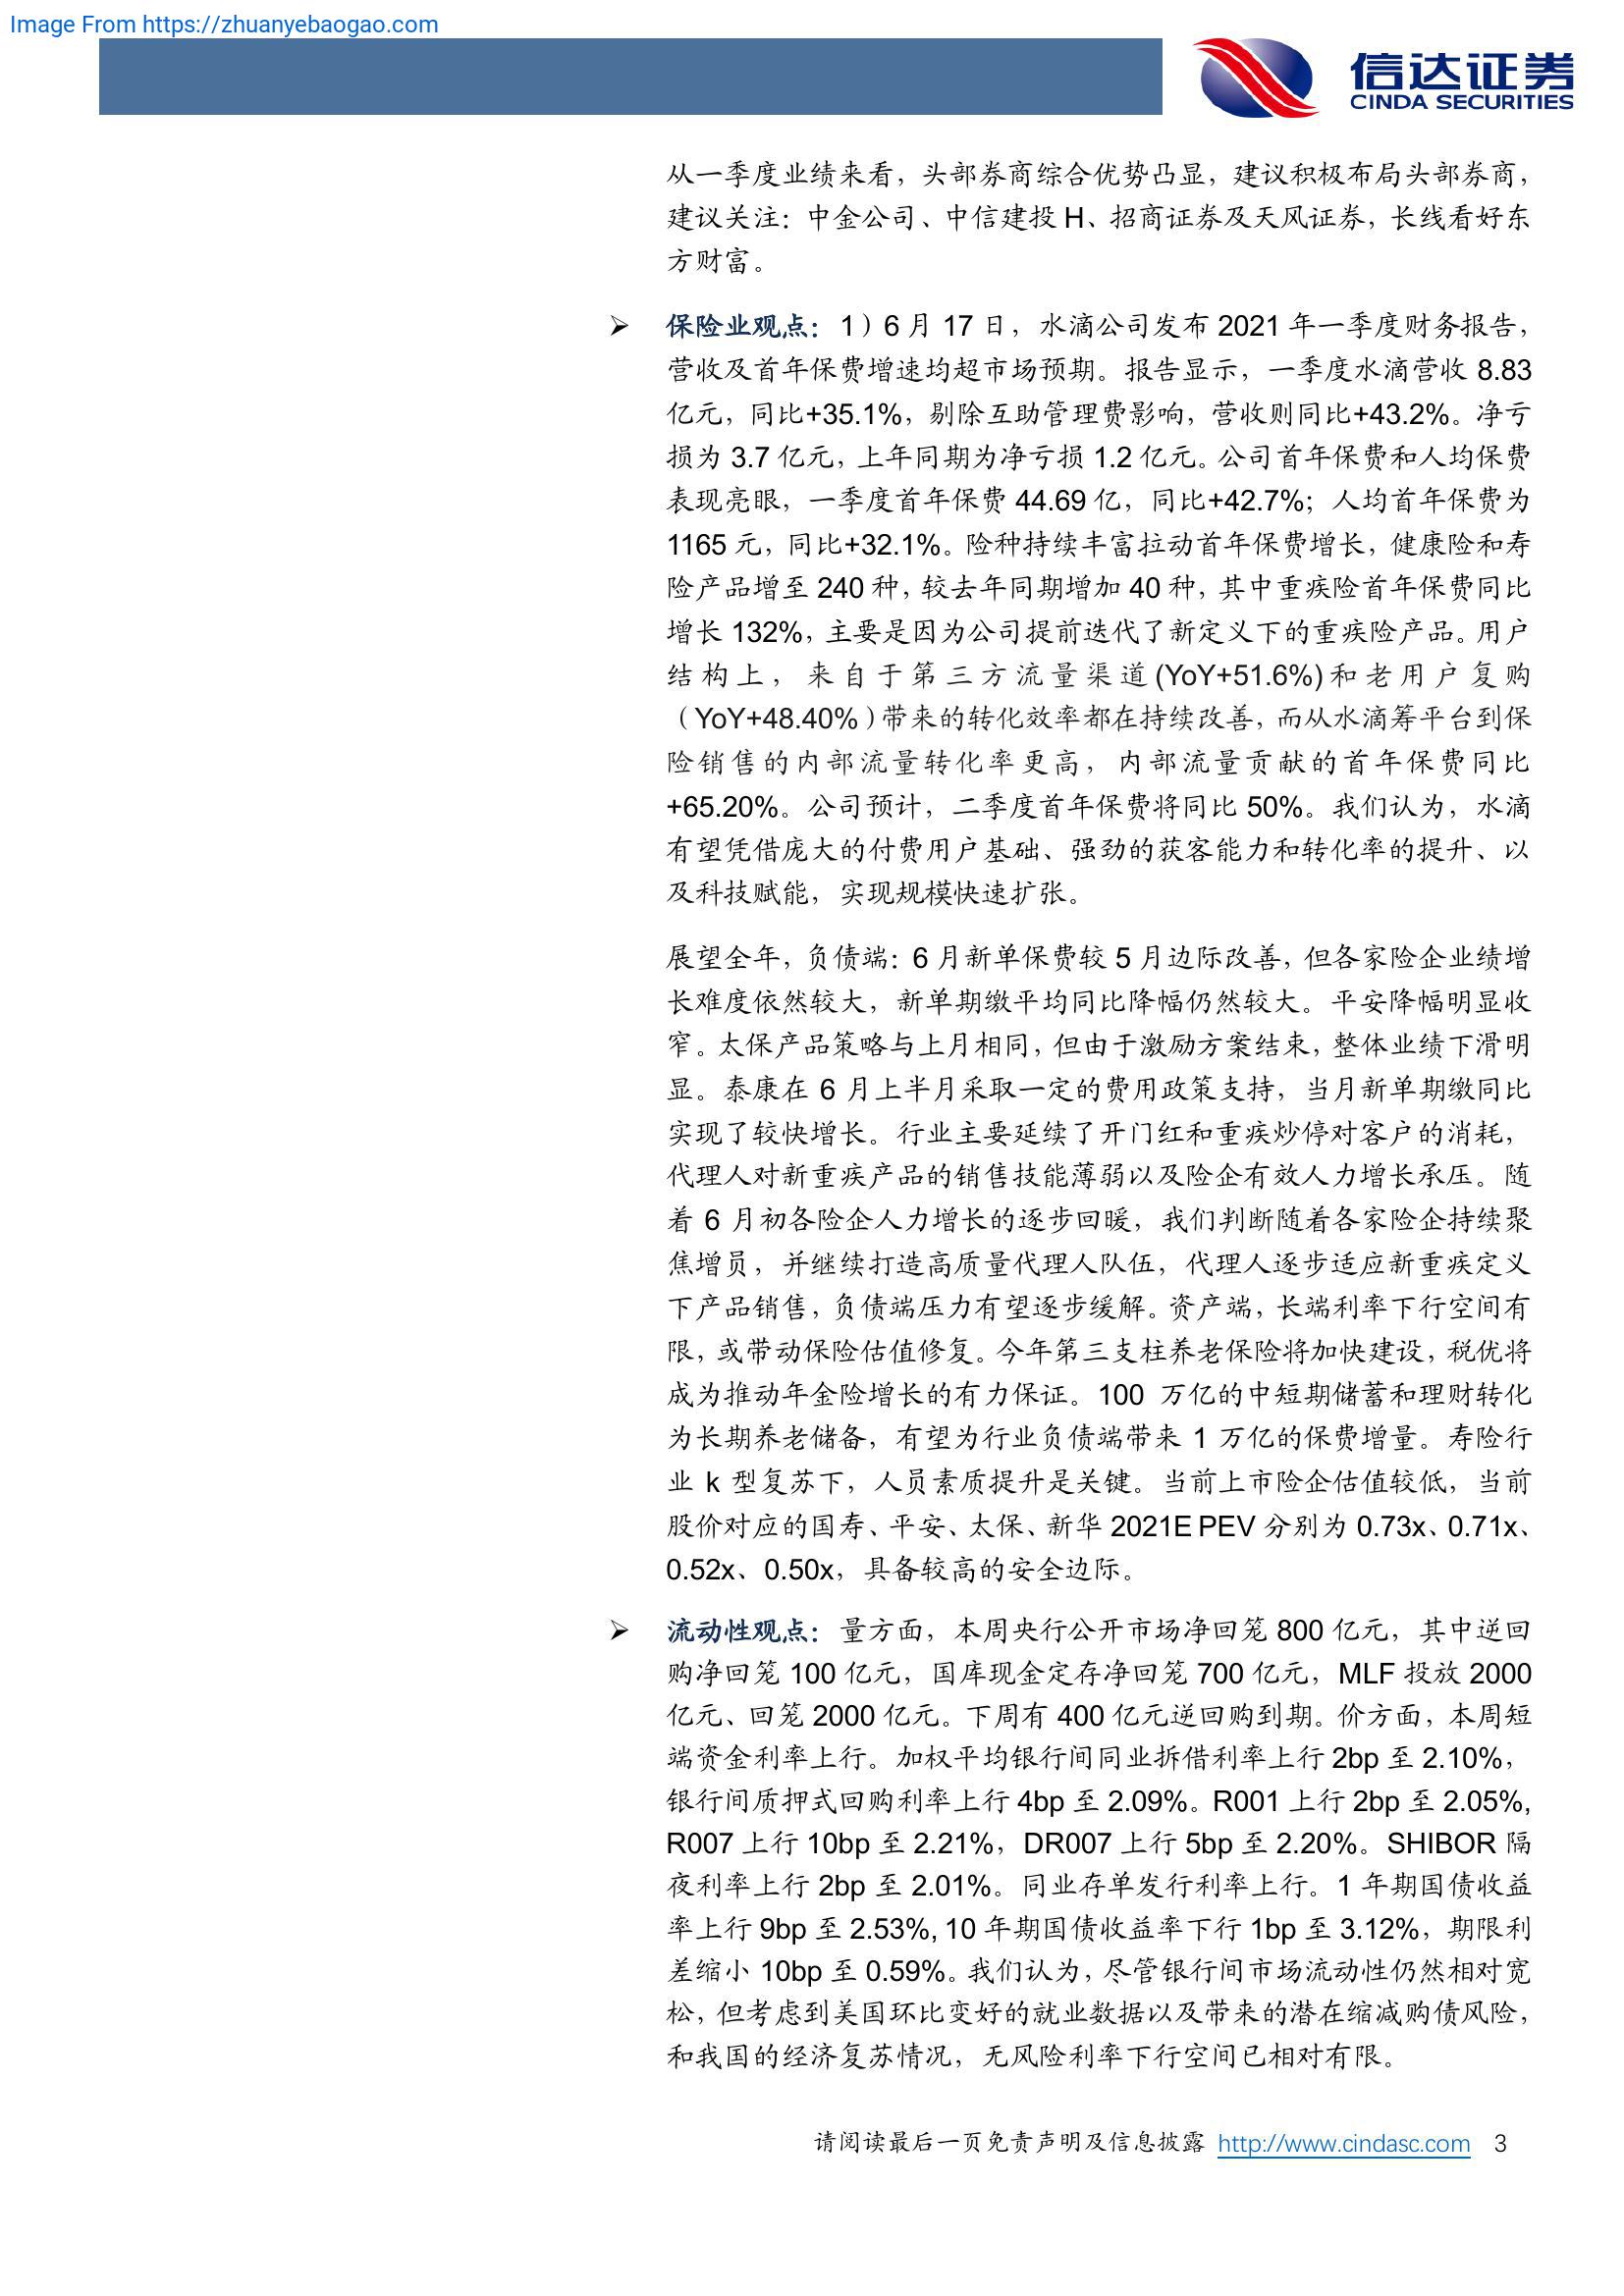 Image From https://zhuanyebaogao.com
信达证券
CINDA SECURITIES
从一季度业绩来看，头部券商综合优势凸显，建议积极布局头部券商，
建议关注：中金公司、中信建投 H、招商证券及天风证券，长线看好东
方财富。
➢ 保险业观点：1）6 月 17 日，水滴公司发布 2021 年一季度财务报告，
营收及首年保费增速均超市场预期。报告显示，一季度水滴营收 8.83
亿元，同比+35.1%，剔除互助管理费影响，营收则同比+43.2%。净亏
损为 3.7 亿元，上年同期为净亏损 1.2 亿元。公司首年保费和人均保费
表现亮眼，一季度首年保费 44.69 亿，同比+42.7%；人均首年保费为
1165 元，同比+32.1%。险种持续丰富拉动首年保费增长，健康险和寿
险产品增至 240 种，较去年同期增加 40 种，其中重疾险首年保费同比
增长 132%，主要是因为公司提前迭代了新定义下的重疾险产品。用户
结构上，来自于第三方流量渠道(YoY+51.6%)和老用户复购
（YoY+48.40%）带来的转化效率都在持续改善，而从水滴筹平台到保
险销售的内部流量转化率更高，内部流量贡献的首年保费同比
+65.20%。公司预计，二季度首年保费将同比 50%。我们认为，水滴
有望凭借庞大的付费用户基础、强劲的获客能力和转化率的提升、以
及科技赋能，实现规模快速扩张。
展望全年，负债端：6 月新单保费较 5 月边际改善，但各家险企业绩增
长难度依然较大，新单期缴平均同比降幅仍然较大。平安降幅明显收
窄。太保产品策略与上月相同，但由于激励方案结束，整体业绩下滑明
显。泰康在 6 月上半月采取一定的费用政策支持，当月新单期缴同比
实现了较快增长。行业主要延续了开门红和重疾炒停对客户的消耗，
代理人对新重疾产品的销售技能薄弱以及险企有效人力增长承压。随
着 6 月初各险企人力增长的逐步回暖，我们判断随着各家险企持续聚
焦增员，并继续打造高质量代理人队伍，代理人逐步适应新重疾定义
下产品销售，负债端压力有望逐步缓解。资产端，长端利率下行空间有
限，或带动保险估值修复。今年第三支柱养老保险将加快建设，税优将
成为推动年金险增长的有力保证。100 万亿的中短期储蓄和理财转化
为长期养老储备，有望为行业负债端带来 1 万亿的保费增量。寿险行
业 k 型复苏下，人员素质提升是关键。当前上市险企估值较低，当前
股价对应的国寿、平安、太保、新华 2021E PEV 分别为 0.73x、0.71x、
0.52x、0.50x，具备较高的安全边际。
➢ 流动性观点：量方面，本周央行公开市场净回笼 800 亿元，其中逆回
购净回笼 100 亿元，国库现金定存净回笼 700 亿元，MLF 投放 2000
亿元、回笼 2000 亿元。下周有 400 亿元逆回购到期。价方面，本周短
端资金利率上行。加权平均银行间同业拆借利率上行 2bp 至 2.10%，
银行间质押式回购利率上行 4bp 至 2.09%。R001 上行 2bp 至 2.05%,
R007 上行 10bp 至 2.21%，DR007 上行 5bp 至 2.20%。SHIBOR 隔
夜利率上行 2bp 至 2.01%。同业存单发行利率上行。1 年期国债收益
率上行 9bp 至 2.53%, 10 年期国债收益率下行 1bp 至 3.12%，期限利
差缩小 10bp 至 0.59%。我们认为，尽管银行间市场流动性仍然相对宽
松，但考虑到美国环比变好的就业数据以及带来的潜在缩减购债风险，
和我国的经济复苏情况，无风险利率下行空间已相对有限。
请阅读最后一页免责声明及信息披露 http://www.cindasc.com 3